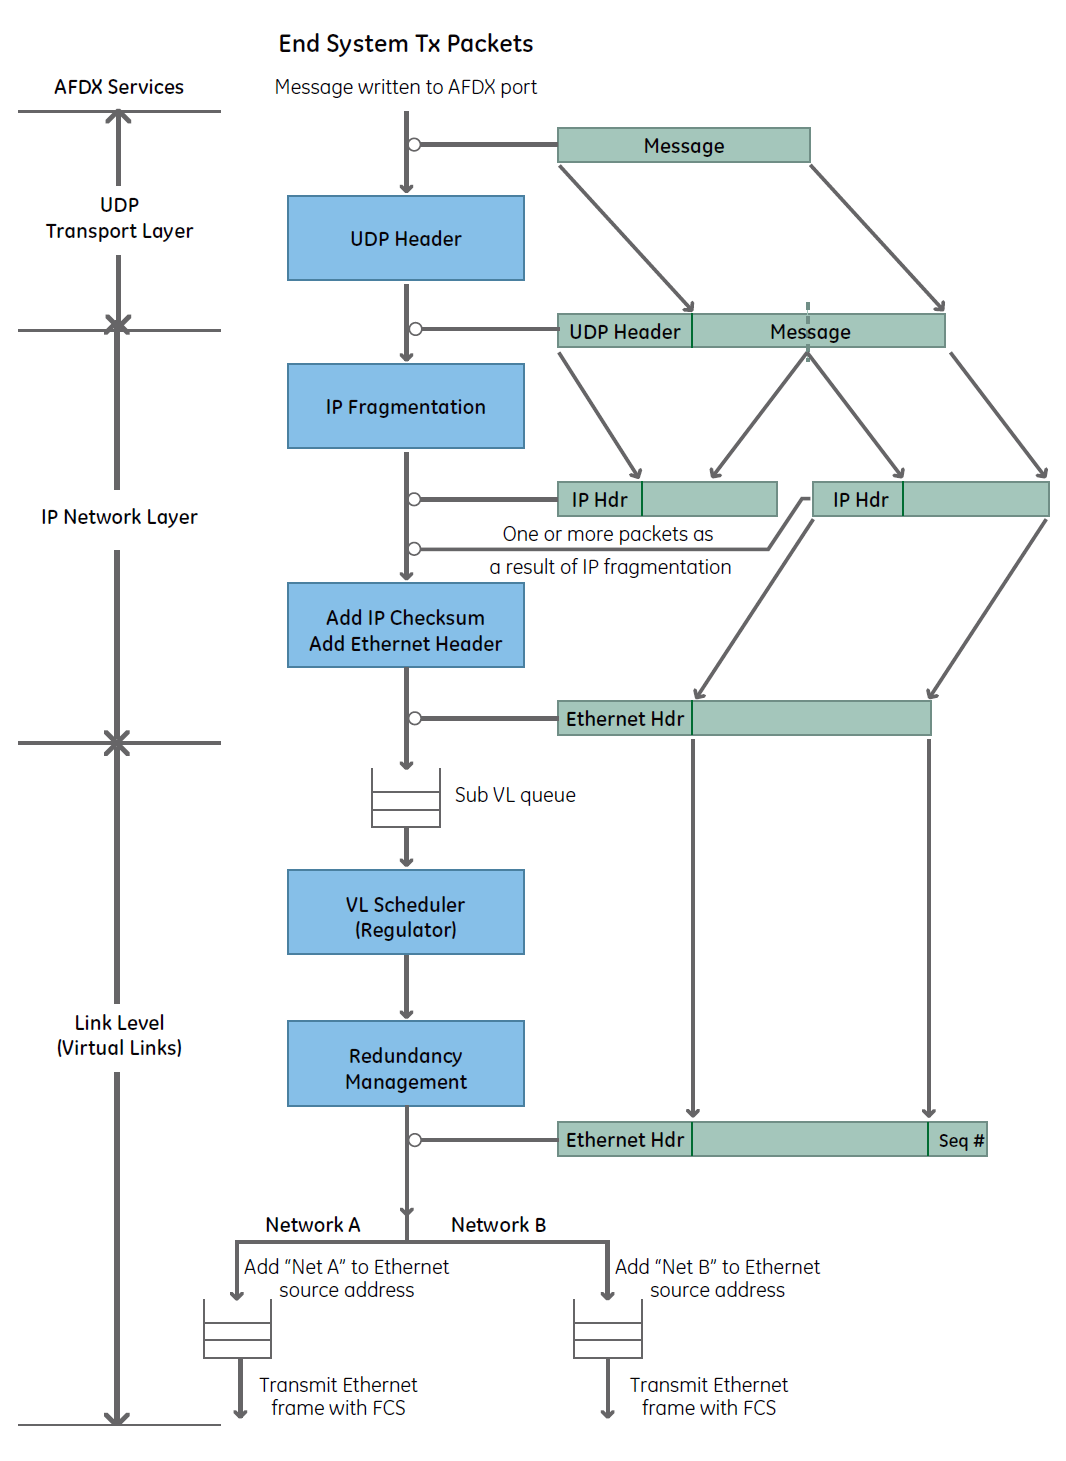 End System Tx Packets
AFDX Services
Message written to AFDX port
Message
UDP
Transport Layer
UDP Header
UDP Header
Message
IP Fragmentation
IP Hdr
IP Hdr
IP Network Layer
One or more packets as
a result of IP fragmentation
Add IP Checksum
Add Ethernet Header
Ethernet Hdr
Sub VL queue
VL Scheduler
(Regulator)
Link Level
(Virtual Links)
Redundancy
Management
Ethernet Hdr
Seq #
Network A
Network B
Add “Net A” to Ethernet
source address
Add “Net B” to Ethernet
source address
Transmit Ethernet
frame with FCS
Transmit Ethernet
frame with FCS